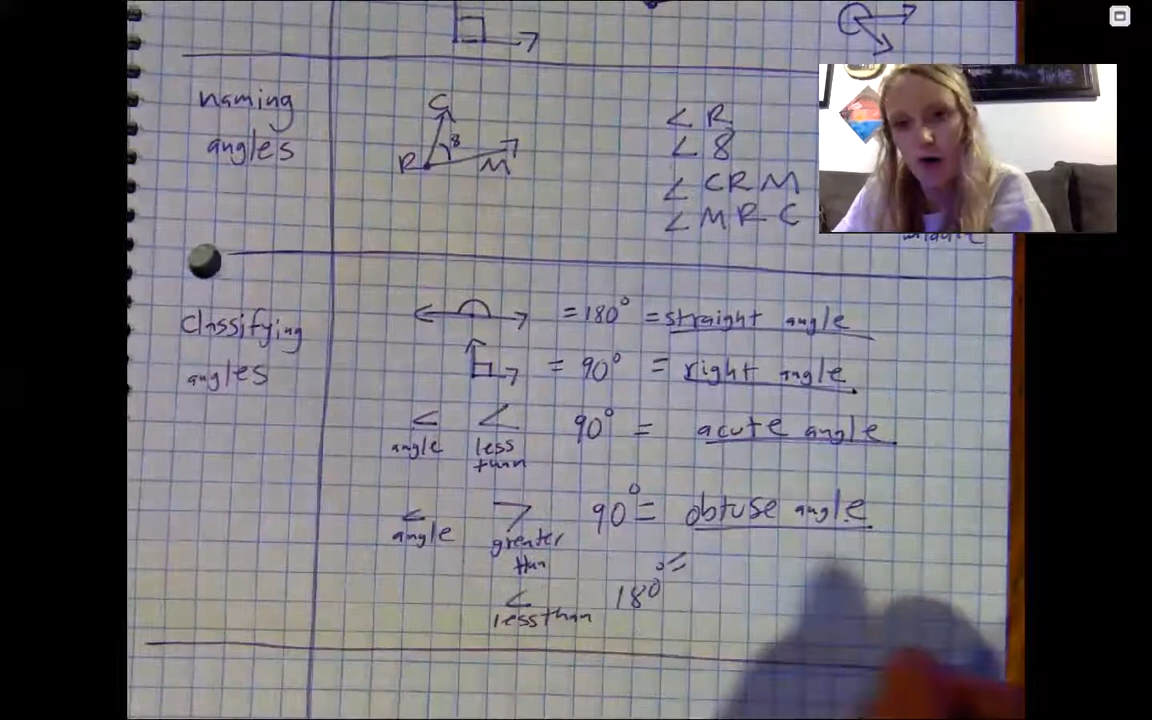 naming
angles
C
8
R
M
< R
< 8
< CRM
< MRC
classifying
angles
= 180° = straight angle
= 90° = right angle
< < 90° = acute angle
angle less
than
< > 90° = obtuse angle
angle greater
than
°=
< 180
less than